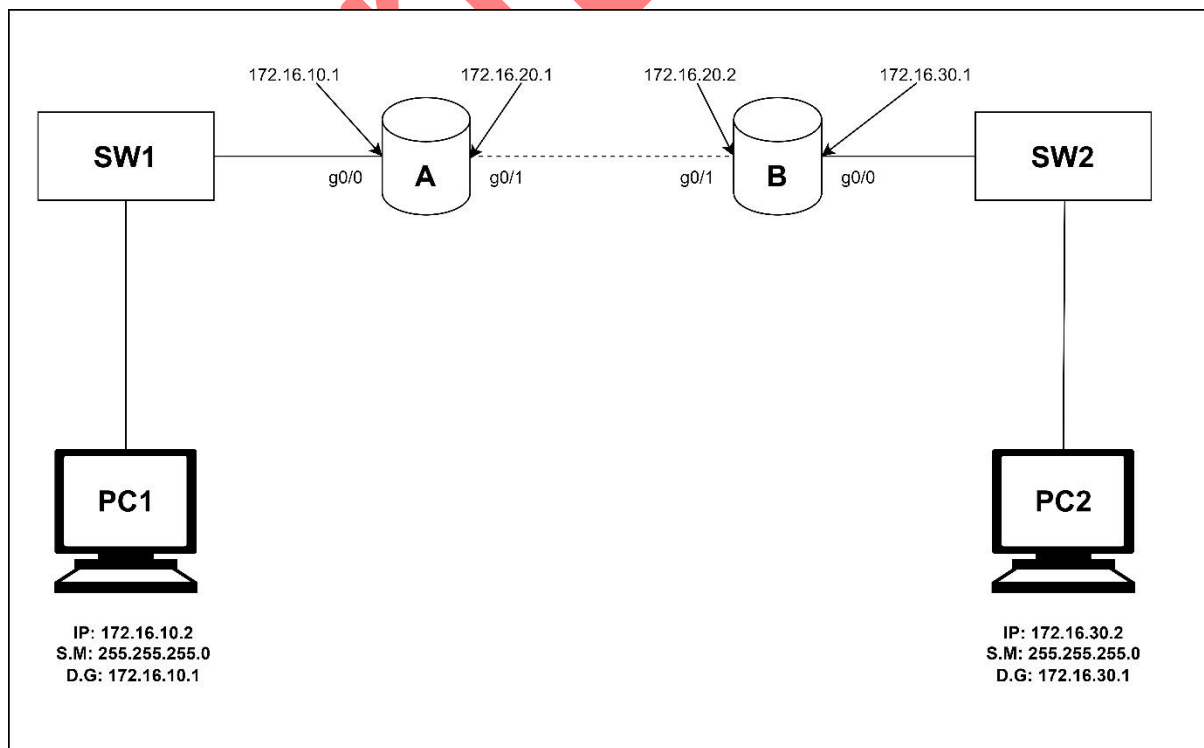 172.16.10.1
172.16.20.1
172.16.20.2
172.16.30.1
SW1
g0/0
A
g0/1
g0/1
B
g0/0
SW2
PC1
PC2
IP: 172.16.10.2
S.M: 255.255.255.0
D.G: 172.16.10.1
IP: 172.16.30.2
S.M: 255.255.255.0
D.G: 172.16.30.1